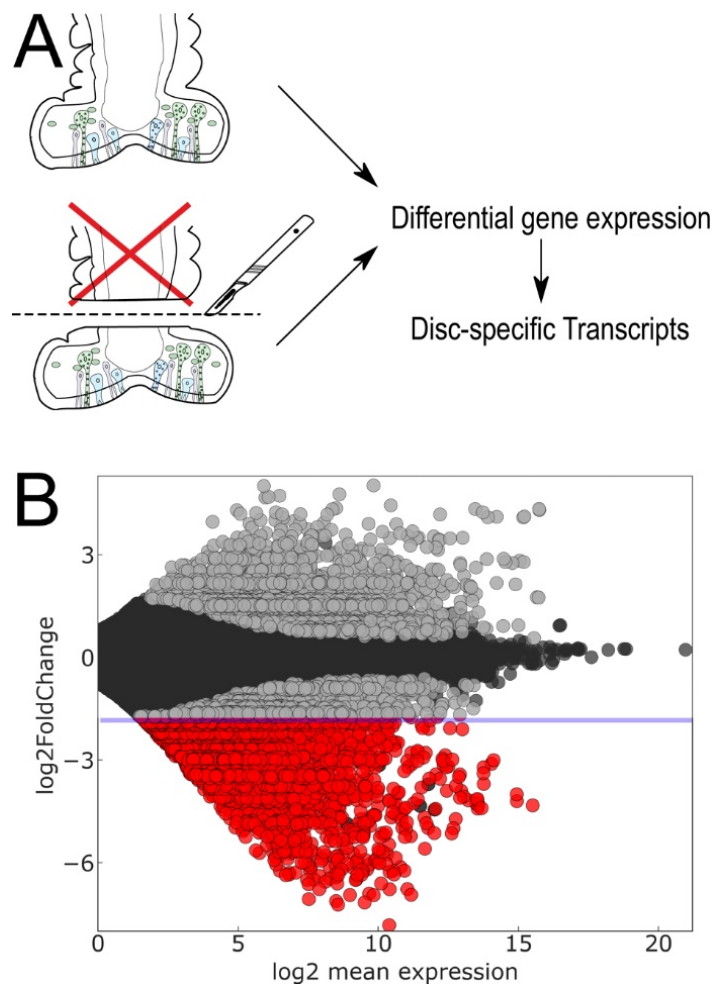 A
Differential gene expression
Disc-specific Transcripts
B
3
0
−3
−6
log2FoldChange
0 5 10 15 20
log2 mean expression